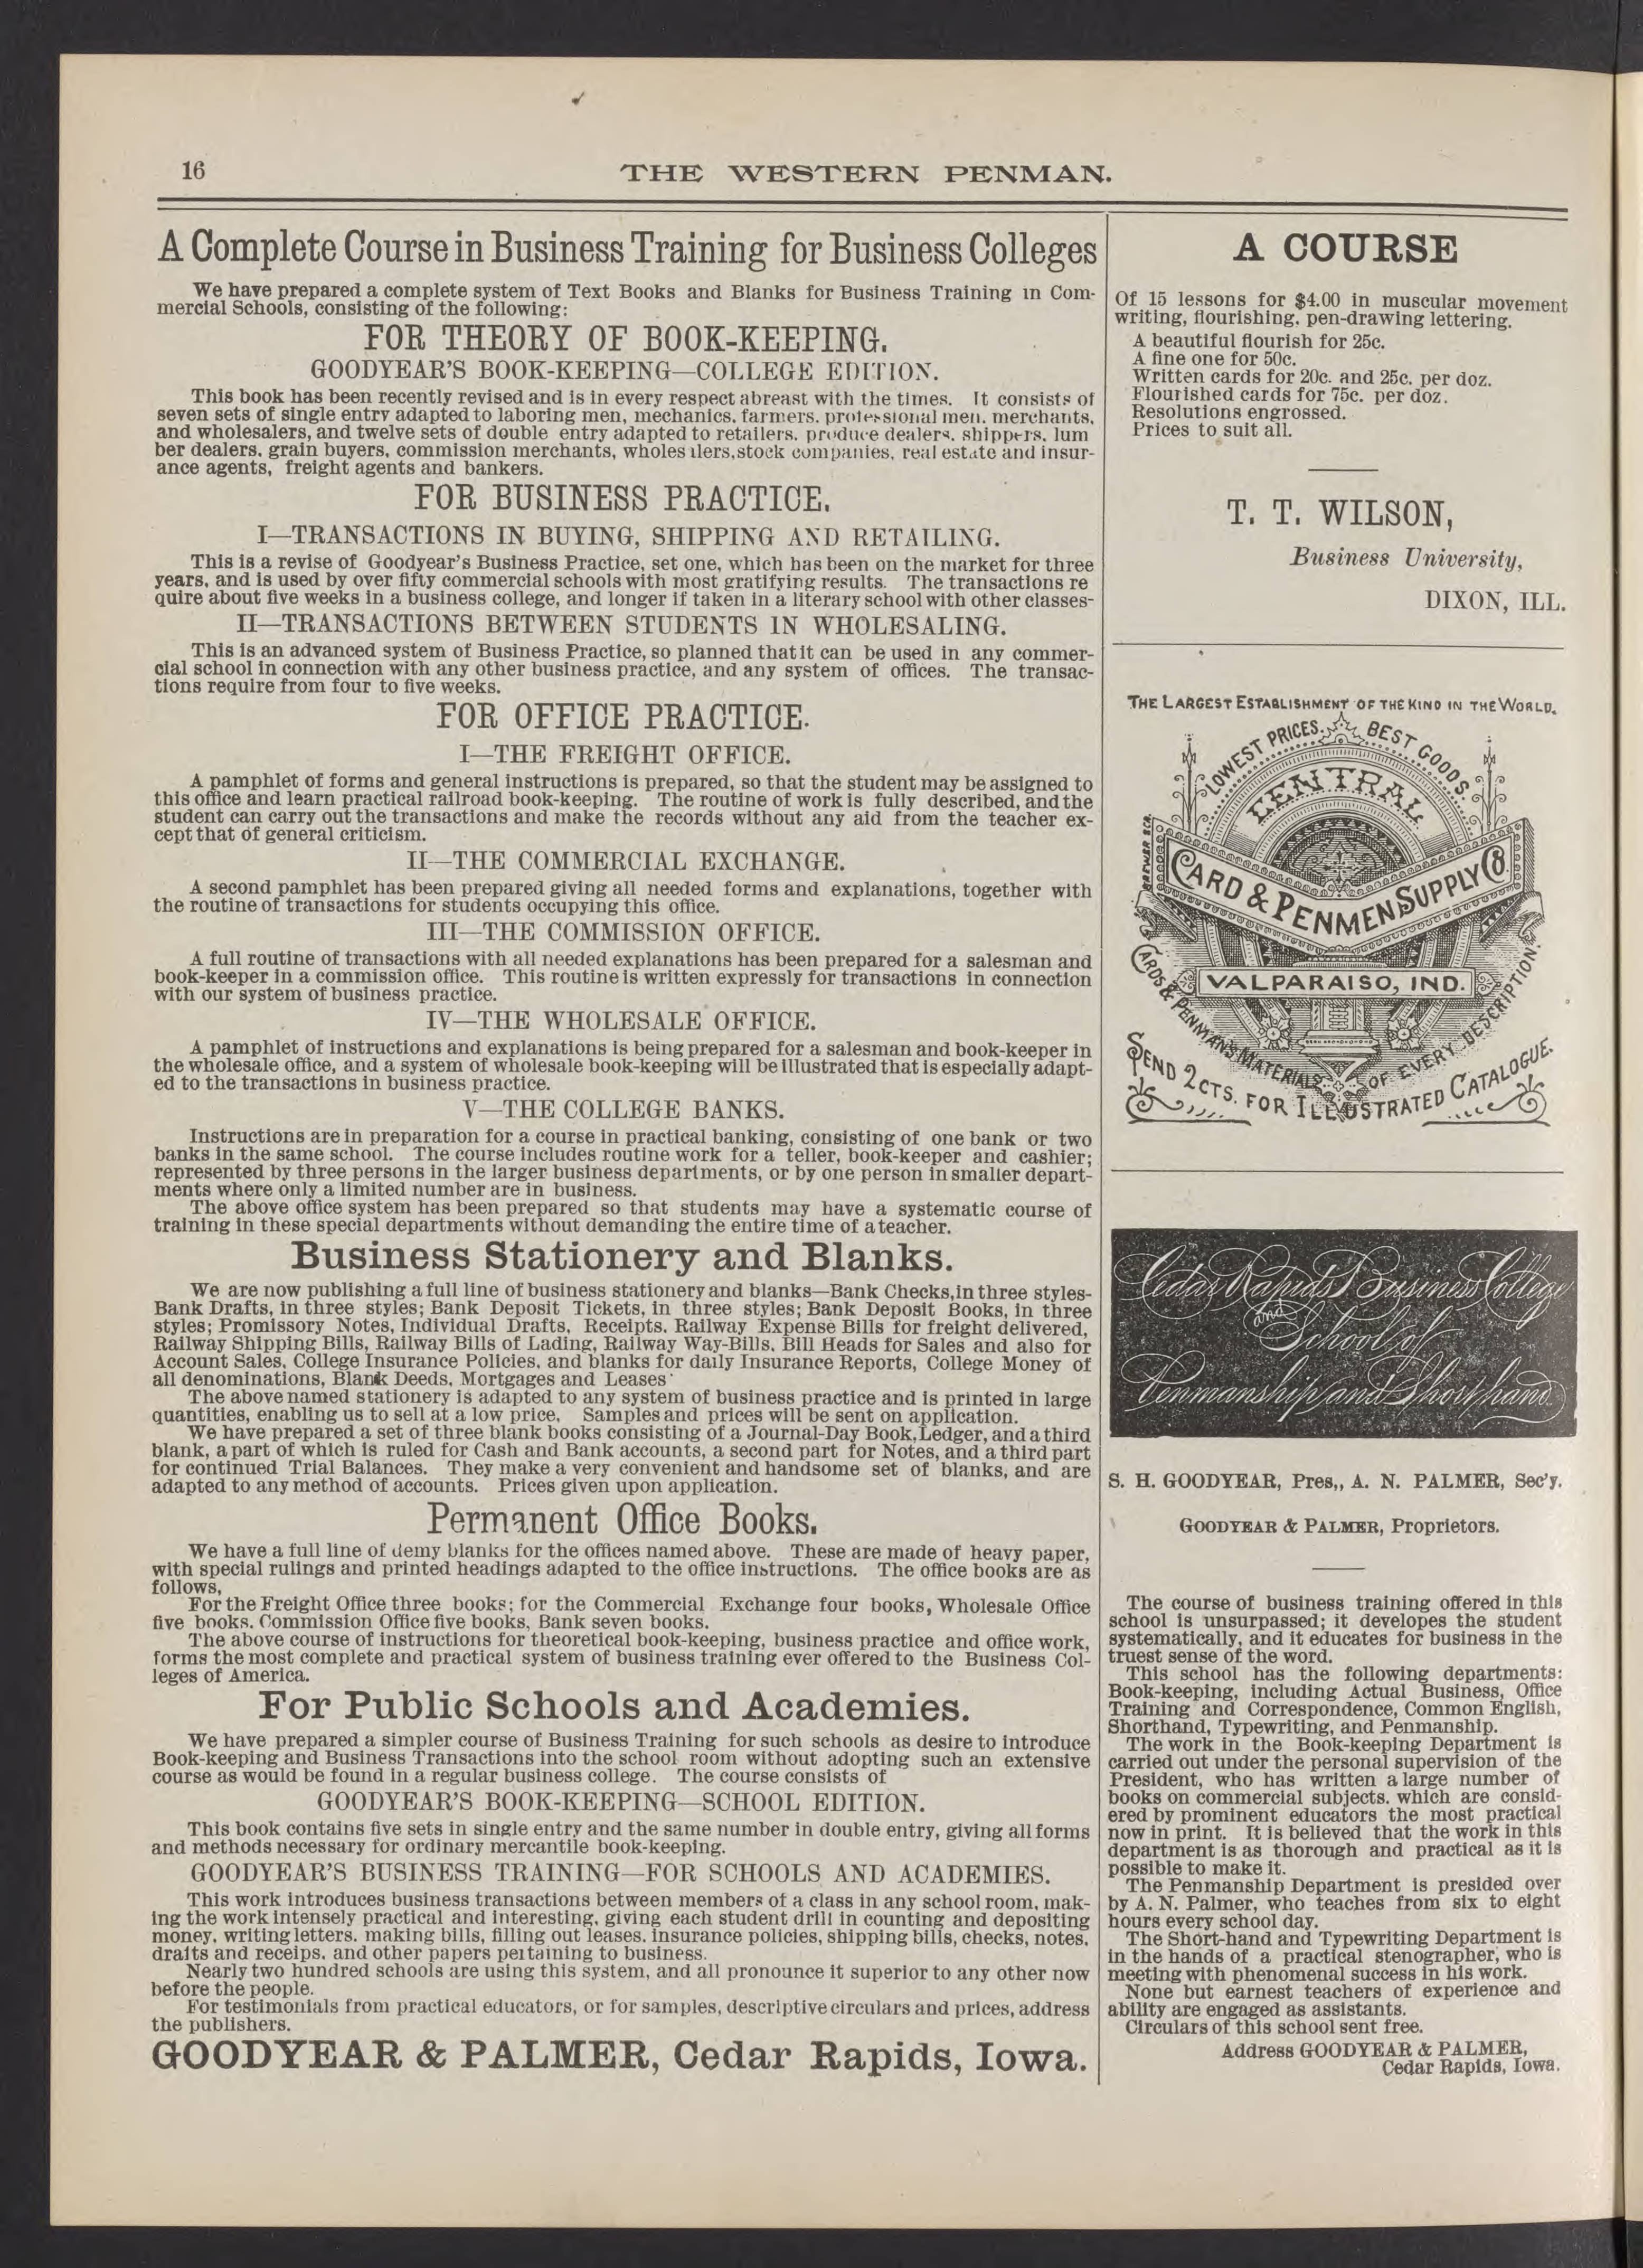 16
THE WESTERN PENMAN.
A Complete Course in Business Training for Business Colleges
We have prepared a complete system of Text Books and Blanks for Business Training in Com-
mercial Schools, consisting of the following:
FOR THEORY OF BOOK-KEEPING.
GOODYEAR'S BOOK-KEEPING—COLLEGE EDITION.
This book has been recently revised and is in every respect abreast with the times. It consists of
seven sets of single entry adapted to laboring men, mechanics, farmers, professional men, merchants,
and wholesalers, and twelve sets of double entry adapted to retailers, produce dealers, shippers, lum
ber dealers, grain buyers, commission merchants, wholesalers, stock companies, real estate and insur-
ance agents, freight agents and bankers.
FOR BUSINESS PRACTICE.
I—TRANSACTIONS IN BUYING, SHIPPING AND RETAILING.
This is a revise of Goodyear's Business Practice, set one, which has been on the market for three
years, and is used by over fifty commercial schools with most gratifying results. The transactions re
quire about five weeks in a business college, and longer if taken in a literary school with other classes-
II—TRANSACTIONS BETWEEN STUDENTS IN WHOLESALING.
This is an advanced system of Business Practice, so planned that it can be used in any commer-
cial school in connection with any other business practice, and any system of offices. The transac-
tions require from four to five weeks.
FOR OFFICE PRACTICE.
I—THE FREIGHT OFFICE.
A pamphlet of forms and general instructions is prepared, so that the student may be assigned to
this office and learn practical railroad book-keeping. The routine of work is fully described, and the
student can carry out the transactions and make the records without any aid from the teacher ex-
cept that of general criticism.
II—THE COMMERCIAL EXCHANGE.
A second pamphlet has been prepared giving all needed forms and explanations, together with
the routine of transactions for students occupying this office.
III—THE COMMISSION OFFICE.
A full routine of transactions with all needed explanations has been prepared for a salesman and
book-keeper in a commission office. This routine is written expressly for transactions in connection
with our system of business practice.
IV—THE WHOLESALE OFFICE.
A pamphlet of instructions and explanations is being prepared for a salesman and book-keeper in
the wholesale office, and a system of wholesale book-keeping will be illustrated that is especially adapt-
ed to the transactions in business practice.
V—THE COLLEGE BANKS.
Instructions are in preparation for a course in practical banking, consisting of one bank or two
banks in the same school. The course includes routine work for a teller, book-keeper and cashier;
represented by three persons in the larger business departments, or by one person in smaller depart-
ments where only a limited number are in business.
The above office system has been prepared so that students may have a systematic course of
training in these special departments without demanding the entire time of a teacher.
Business Stationery and Blanks.
We are now publishing a full line of business stationery and blanks—Bank Checks, in three styles-
Bank Drafts, in three styles; Bank Deposit Tickets, in three styles; Bank Deposit Books, in three
styles; Promissory Notes, Individual Drafts, Receipts, Railway Expense Bills for freight delivered,
Railway Shipping Bills, Railway Bills of Lading, Railway Way-Bills, Bill Heads for Sales and also for
Account Sales, College Insurance Policies, and blanks for daily Insurance Reports, College Money of
all denominations, Blank Deeds, Mortgages and Leases
The above named stationery is adapted to any system of business practice and is printed in large
quantities, enabling us to sell at a low price. Samples and prices will be sent on application.
We have prepared a set of three blank books consisting of a Journal-Day Book, Ledger, and a third
blank, a part of which is ruled for Cash and Bank accounts, a second part for Notes, and a third part
for continued Trial Balances. They make a very convenient and handsome set of blanks, and are
adapted to any method of accounts. Prices given upon application.
Permanent Office Books.
We have a full line of demy blanks for the offices named above. These are made of heavy paper,
with special rulings and printed headings adapted to the office instructions. The office books are as
follows,
For the Freight Office three books; for the Commercial Exchange four books, Wholesale Office
five books, Commission Office five books, Bank seven books.
The above course of instructions for theoretical book-keeping, business practice and office work,
forms the most complete and practical system of business training ever offered to the Business Col-
leges of America.
For Public Schools and Academies.
We have prepared a simpler course of Business Training for such schools as desire to introduce
Book-keeping and Business Transactions into the school room without adopting such an extensive
course as would be found in a regular business college. The course consists of
GOODYEAR'S BOOK-KEEPING—SCHOOL EDITION.
This book contains five sets in single entry and the same number in double entry, giving all forms
and methods necessary for ordinary mercantile book-keeping.
GOODYEAR'S BUSINESS TRAINING—FOR SCHOOLS AND ACADEMIES.
This work introduces business transactions between members of a class in any school room, mak-
ing the work intensely practical and interesting, giving each student drill in counting and depositing
money, writing letters, making bills, filling out leases, insurance policies, shipping bills, checks, notes,
drafts and receips, and other papers pertaining to business.
Nearly two hundred schools are using this system, and all pronounce it superior to any other now
before the people.
For testimonials from practical educators, or for samples, descriptive circulars and prices, address
the publishers.
GOODYEAR & PALMER, Cedar Rapids, Iowa.
A COURSE
Of 15 lessons for $4.00 in muscular movement
writing, flourishing, pen-drawing lettering.
A beautiful flourish for 25c.
A fine one for 50c.
Written cards for 20c. and 25c. per doz.
Flourished cards for 75c. per doz.
Resolutions engrossed.
Prices to suit all.
T. T. WILSON,
Business University,
DIXON, ILL.
THE LARGEST ESTABLISHMENT OF THE KIND IN THE WORLD.
LOWEST PRICES. BEST GOODS.
CENTRAL
CARD & PENMEN SUPPLY CO.
VALPARAISO, IND.
CARDS & PENMAN'S MATERIALS OF EVERY DESCRIPTION.
SEND 2 CTS. FOR ILLUSTRATED CATALOGUE.
Cedar Rapids Business College
and
School of
Penmanship and Shorthand.
S. H. GOODYEAR, Pres,, A. N. PALMER, Sec'y.
GOODYEAR & PALMER, Proprietors.
The course of business training offered in this
school is unsurpassed; it developes the student
systematically, and it educates for business in the
truest sense of the word.
This school has the following departments:
Book-keeping, including Actual Business, Office
Training and Correspondence, Common English,
Shorthand, Typewriting, and Penmanship.
The work in the Book-keeping Department is
carried out under the personal supervision of the
President, who has written a large number of
books on commercial subjects, which are consid-
ered by prominent educators the most practical
now in print. It is believed that the work in this
department is as thorough and practical as it is
possible to make it.
The Penmanship Department is presided over
by A. N. Palmer, who teaches from six to eight
hours every school day.
The Short-hand and Typewriting Department is
in the hands of a practical stenographer, who is
meeting with phenomenal success in his work.
None but earnest teachers of experience and
ability are engaged as assistants.
Circulars of this school sent free.
Address GOODYEAR & PALMER,
Cedar Rapids, Iowa.